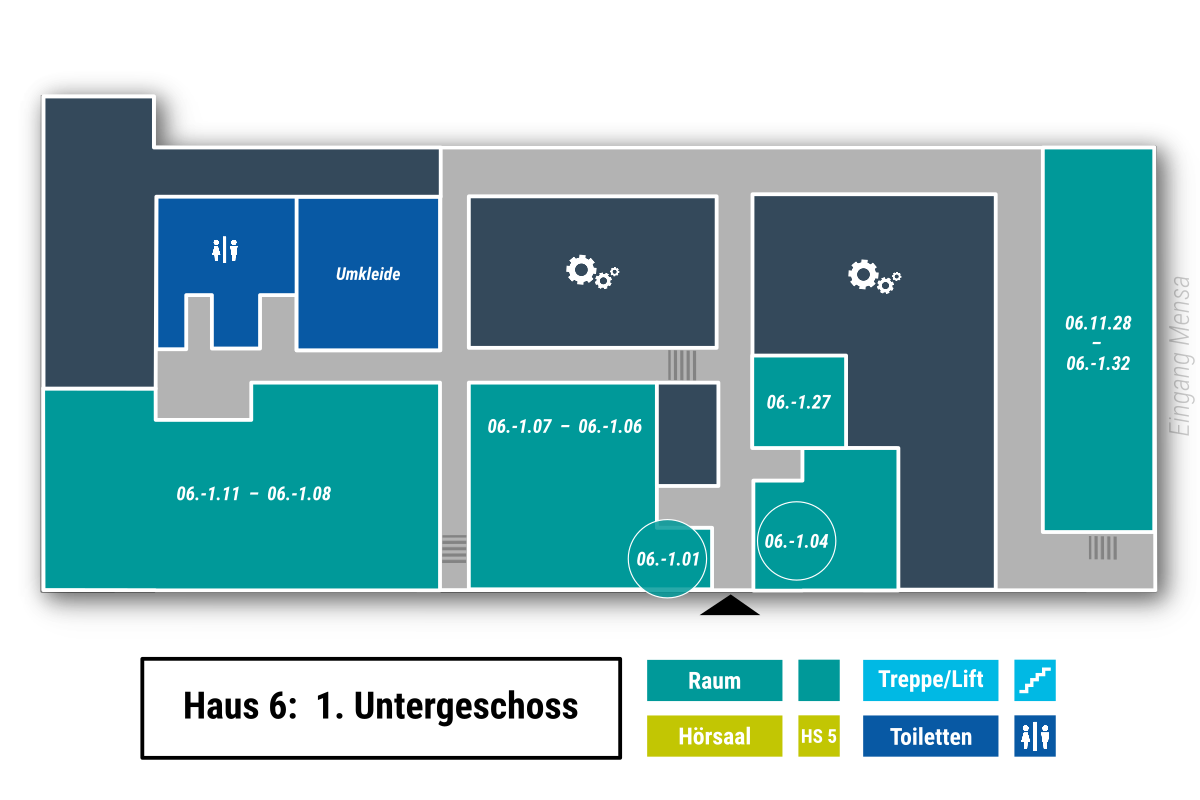 Umkleide
06.11.28
–
06.-1.32
Eingang Mensa
06.-1.27
06.-1.07 – 06.-1.06
06.-1.11 – 06.-1.08
06.-1.04
06.-1.01
Haus 6: 1. Untergeschoss
Raum
Treppe/Lift
Hörsaal
HS 5
Toiletten